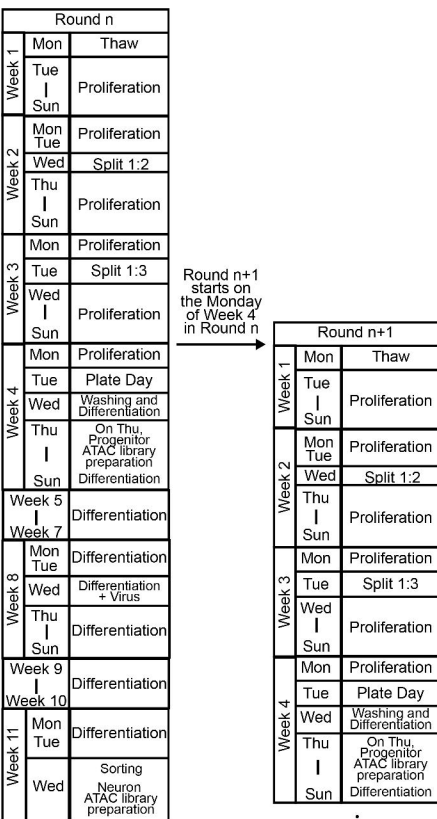 Round n
Week 1
Mon
Thaw
Tue
Sun
Proliferation
Week 2
Mon
Tue
Proliferation
Wed
Split 1:2
Thu
Sun
Proliferation
Week 3
Mon
Proliferation
Tue
Split 1:3
Wed
Sun
Proliferation
Week 4
Mon
Proliferation
Tue
Plate Day
Wed
Washing and
Differentiation
Thu
Sun
On Thu,
Progenitor
ATAC library
preparation
Differentiation
Week 5
Week 7
Differentiation
Week 8
Mon
Tue
Differentiation
Wed
Differentiation
+ Virus
Thu
Sun
Differentiation
Week 9
Week 10
Differentiation
Week 11
Mon
Tue
Differentiation
Wed
Sorting
Neuron
ATAC library
preparation
Round n+1
starts on
the Monday
of Week 4
in Round n
Round n+1
Week 1
Mon
Thaw
Tue
Sun
Proliferation
Week 2
Mon
Tue
Proliferation
Wed
Split 1:2
Thu
Sun
Proliferation
Week 3
Mon
Proliferation
Tue
Split 1:3
Wed
Sun
Proliferation
Week 4
Mon
Proliferation
Tue
Plate Day
Wed
Washing and
Differentiation
Thu
Sun
On Thu,
Progenitor
ATAC library
preparation
Differentiation